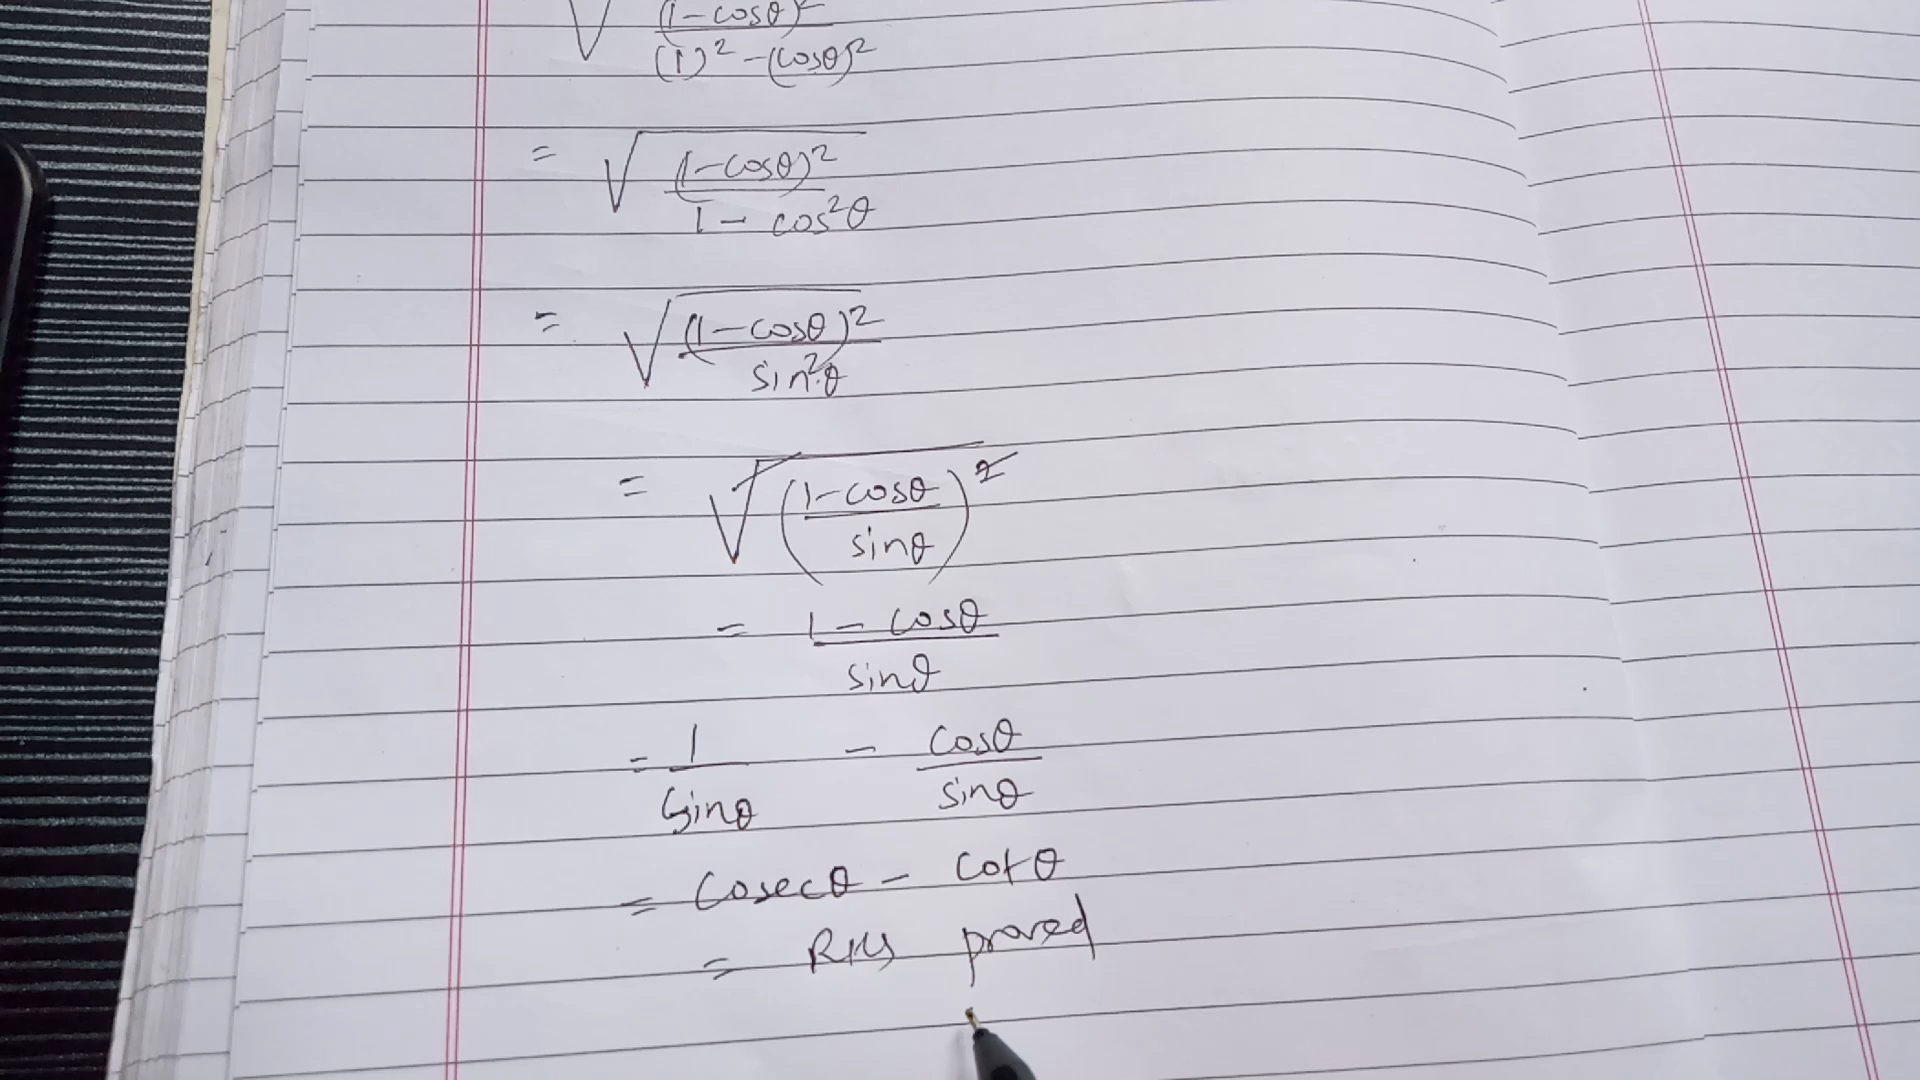 √ (1-cosθ)² / (1)² - (cosθ)²
= √ (1-cosθ)² / 1 - cos²θ
= √ (1-cosθ)² / sin²θ
= √ (1-cosθ / sinθ)²
= 1 - cosθ / sinθ
= 1 / sinθ - cosθ / sinθ
= cosecθ - cotθ
= RHS proved